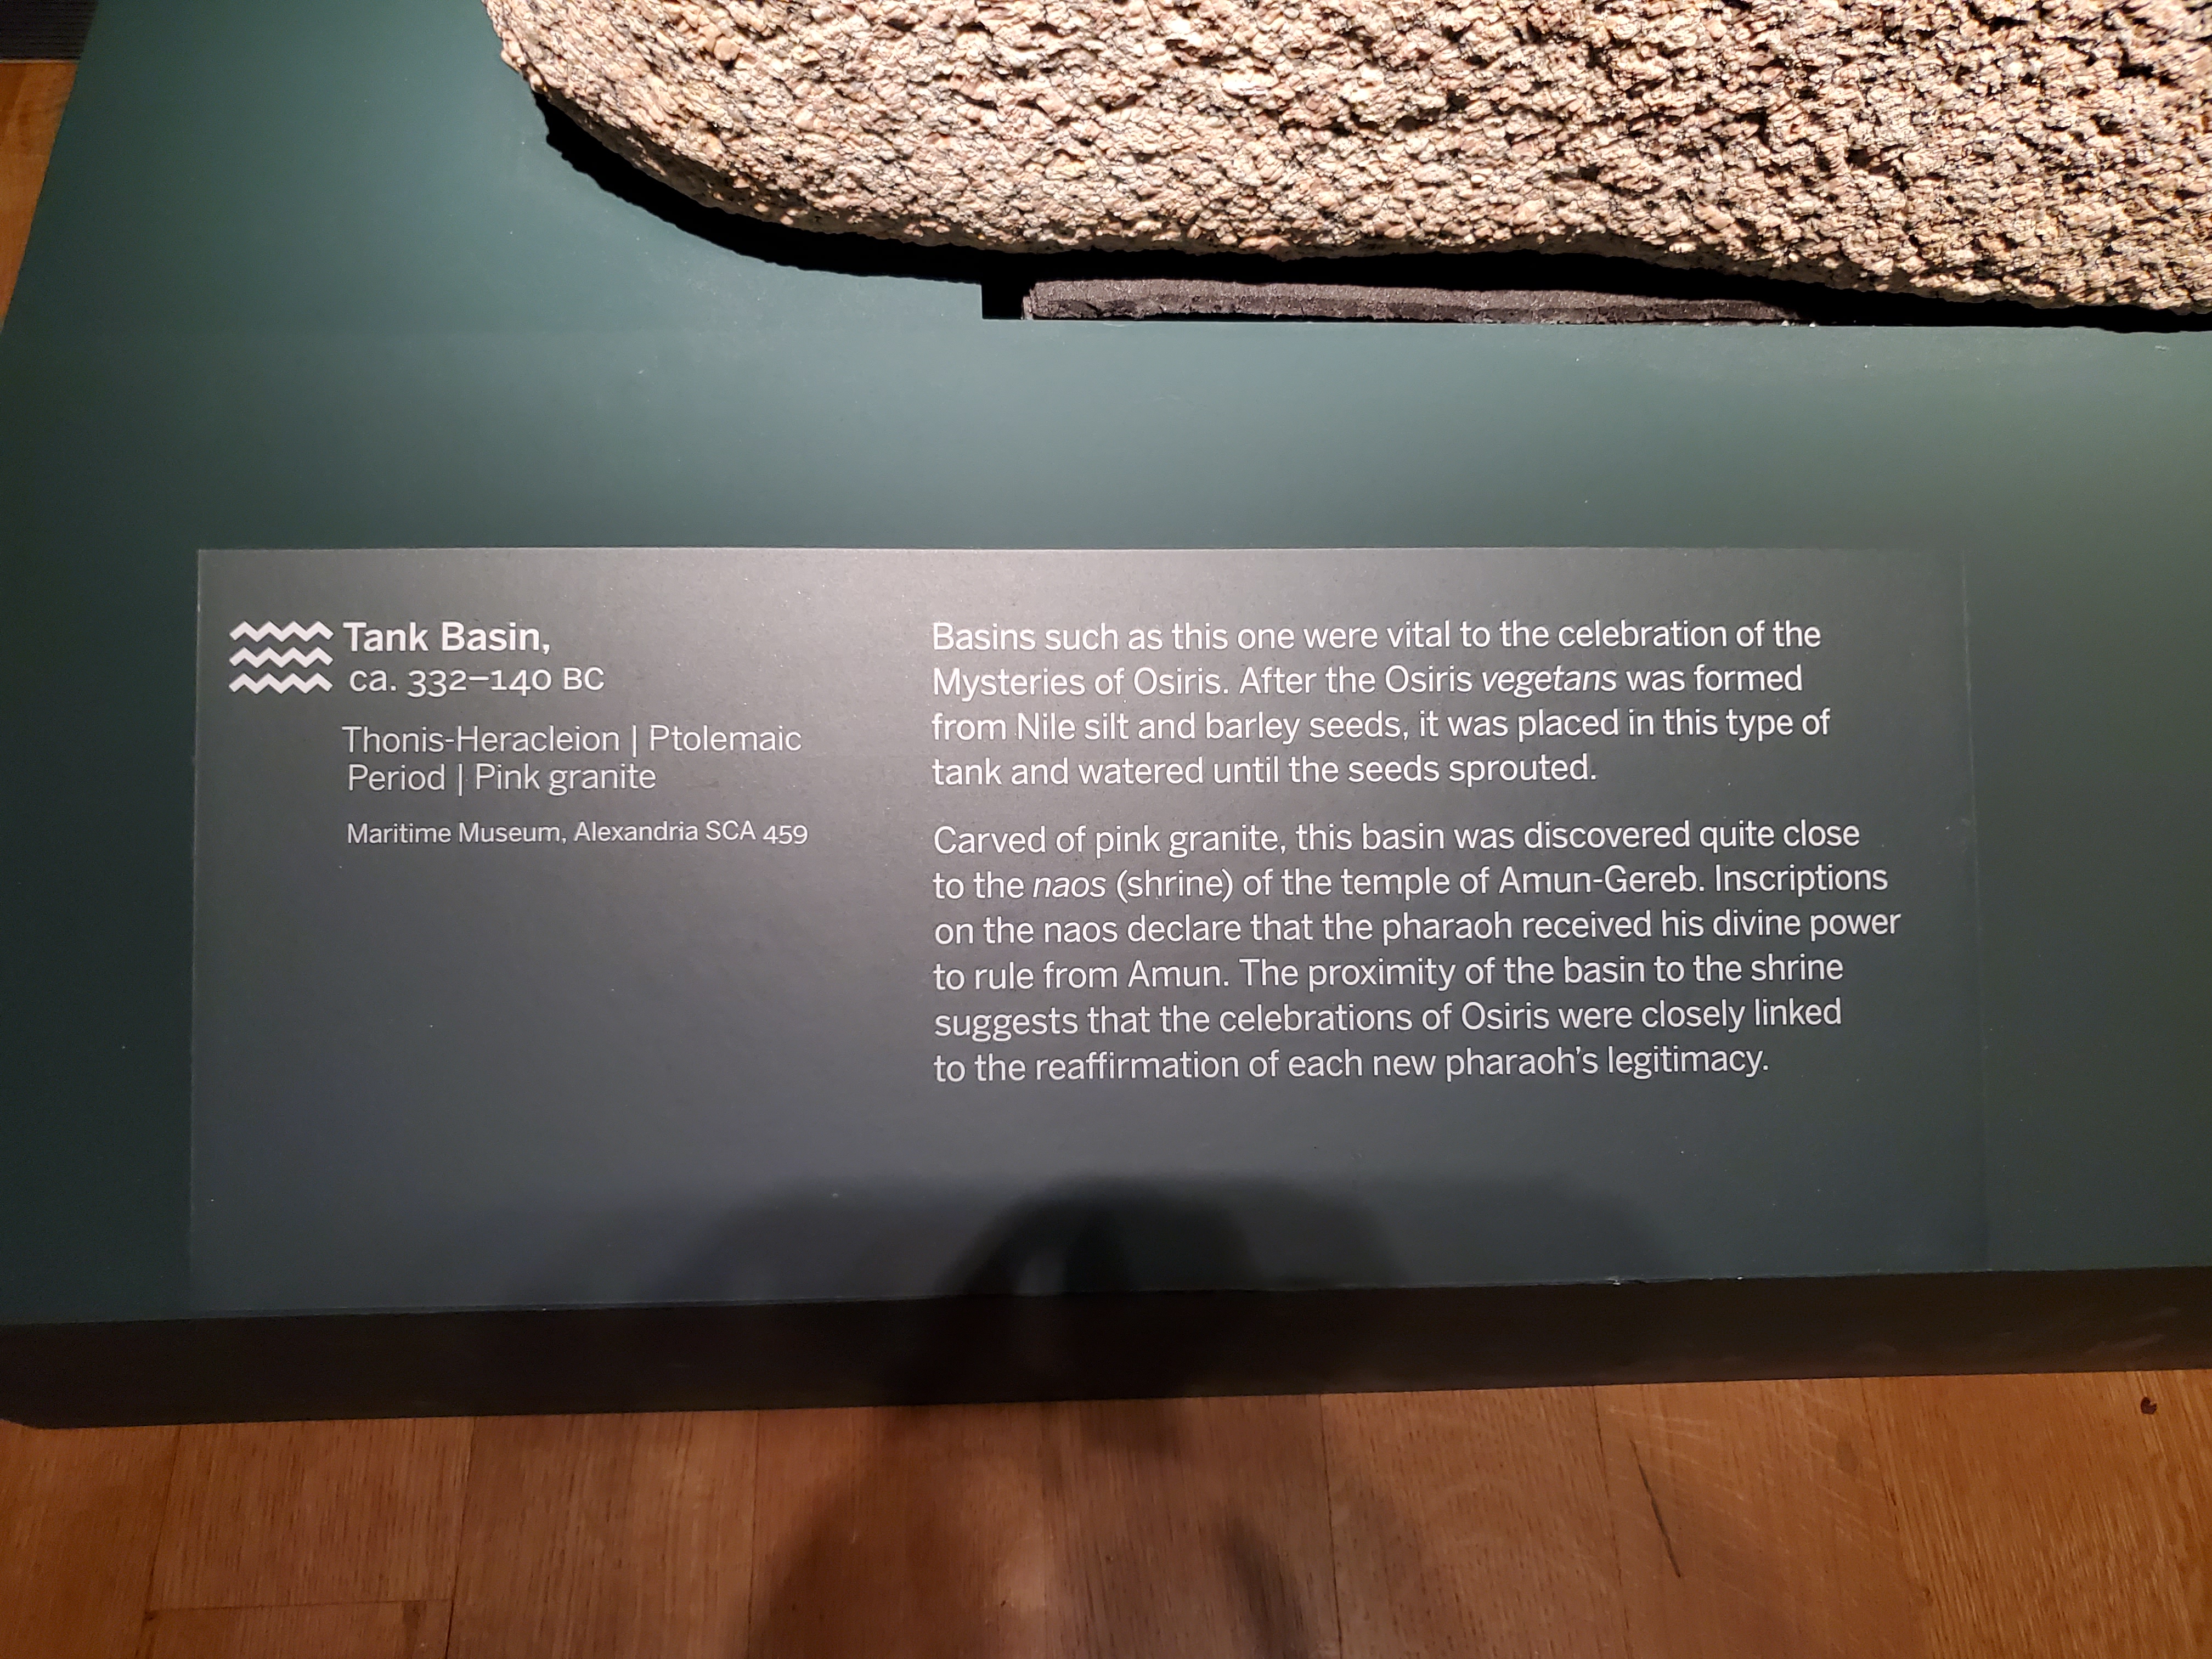 Tank Basin,
ca. 332–140 BC
Thonis-Heracleion | Ptolemaic
Period | Pink granite
Maritime Museum, Alexandria SCA 459
Basins such as this one were vital to the celebration of the
Mysteries of Osiris. After the Osiris vegetans was formed
from Nile silt and barley seeds, it was placed in this type of
tank and watered until the seeds sprouted.
Carved of pink granite, this basin was discovered quite close
to the naos (shrine) of the temple of Amun-Gereb. Inscriptions
on the naos declare that the pharaoh received his divine power
to rule from Amun. The proximity of the basin to the shrine
suggests that the celebrations of Osiris were closely linked
to the reaffirmation of each new pharaoh’s legitimacy.